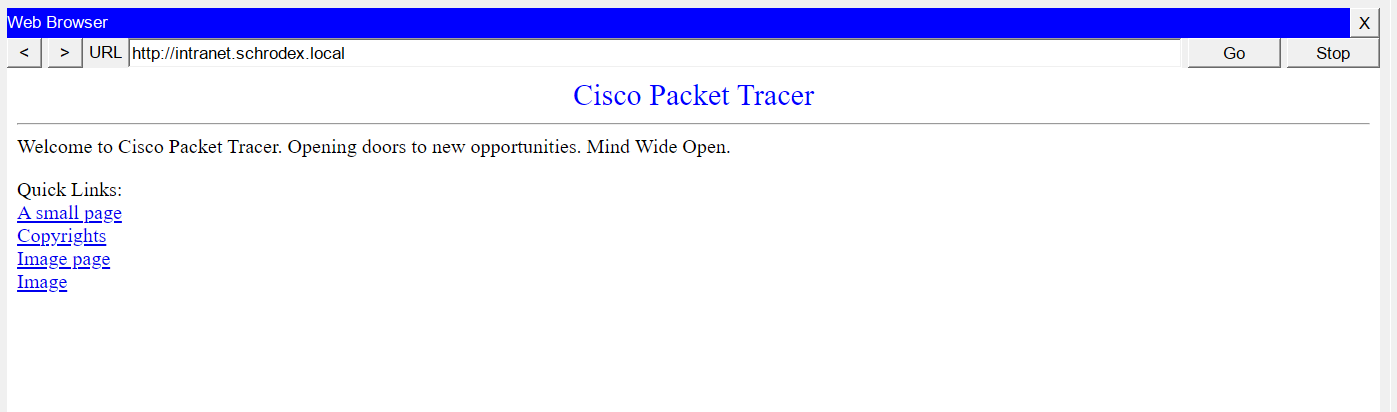 Web Browser X
< > URL http://intranet.schrodex.local Go Stop
Cisco Packet Tracer
Welcome to Cisco Packet Tracer. Opening doors to new opportunities. Mind Wide Open.
Quick Links:
A small page
Copyrights
Image page
Image